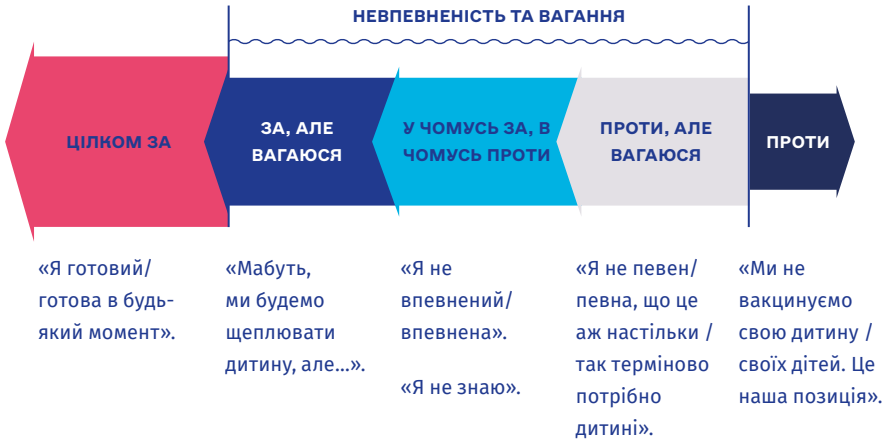 НЕВПЕВНЕНІСТЬ ТА ВАГАННЯ
ЦІЛКОМ ЗА
ЗА, АЛЕ
ВАГАЮСЯ
У ЧОМУСЬ ЗА, В
ЧОМУСЬ ПРОТИ
ПРОТИ, АЛЕ
ВАГАЮСЯ
ПРОТИ
«Я готовий/
готова в будь-
який момент».
«Мабуть,
ми будемо
щеплювати
дитину, але...».
«Я не
впевнений/
впевнена».
«Я не знаю».
«Я не певен/
певна, що це
аж настільки /
так терміново
потрібно
дитині».
«Ми не
вакцинуємо
свою дитину /
своїх дітей. Це
наша позиція».